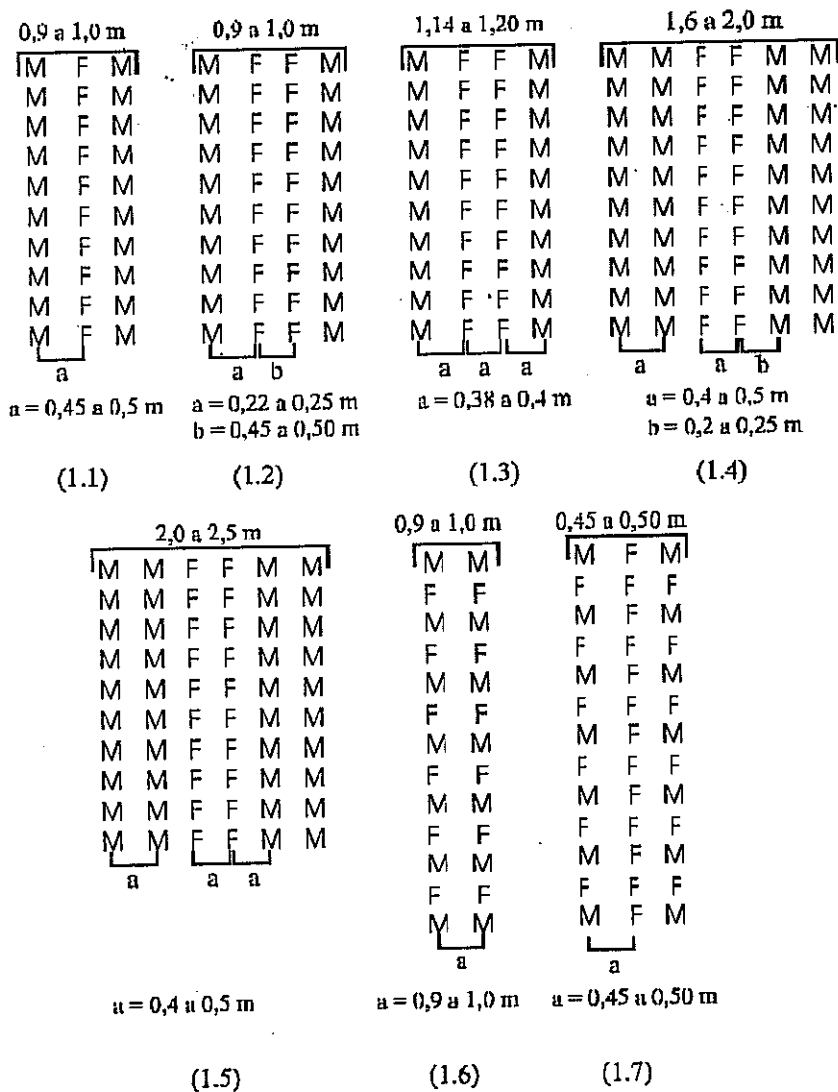 0,9 a 1,0 m
M F M
M F M
M F M
M F M
M F M
M F M
M F M
M F M
M F M
M F M
a
a = 0,45 a 0,5 m
(1.1)
0,9 a 1,0 m
M F F M
M F F M
M F F M
M F F M
M F F M
M F F M
M F F M
M F F M
M F F M
M F F M
a b
a = 0,22 a 0,25 m
b = 0,45 a 0,50 m
(1.2)
1,14 a 1,20 m
M F F M
M F F M
M F F M
M F F M
M F F M
M F F M
M F F M
M F F M
M F F M
M F F M
a a a
a = 0,38 a 0,4 m
(1.3)
1,6 a 2,0 m
M M F F M M
M M F F M M
M M F F M M
M M F F M M
M M F F M M
M M F F M M
M M F F M M
M M F F M M
M M F F M M
M M F F M M
a a b
a = 0,4 a 0,5 m
b = 0,2 a 0,25 m
(1.4)
2,0 a 2,5 m
M M F F M M
M M F F M M
M M F F M M
M M F F M M
M M F F M M
M M F F M M
M M F F M M
M M F F M M
M M F F M M
M M F F M M
a a a
a = 0,4 a 0,5 m
(1.5)
0,9 a 1,0 m
M M
F F
M M
F F
M M
F F
M M
F F
M M
F F
M M
F F
M M
a
a = 0,9 a 1,0 m
(1.6)
0,45 a 0,50 m
M F M
F F F
M F M
F F F
M F M
F F F
M F M
F F F
M F M
F F F
M F M
F F F
M F M
a
a = 0,45 a 0,50 m
(1.7)